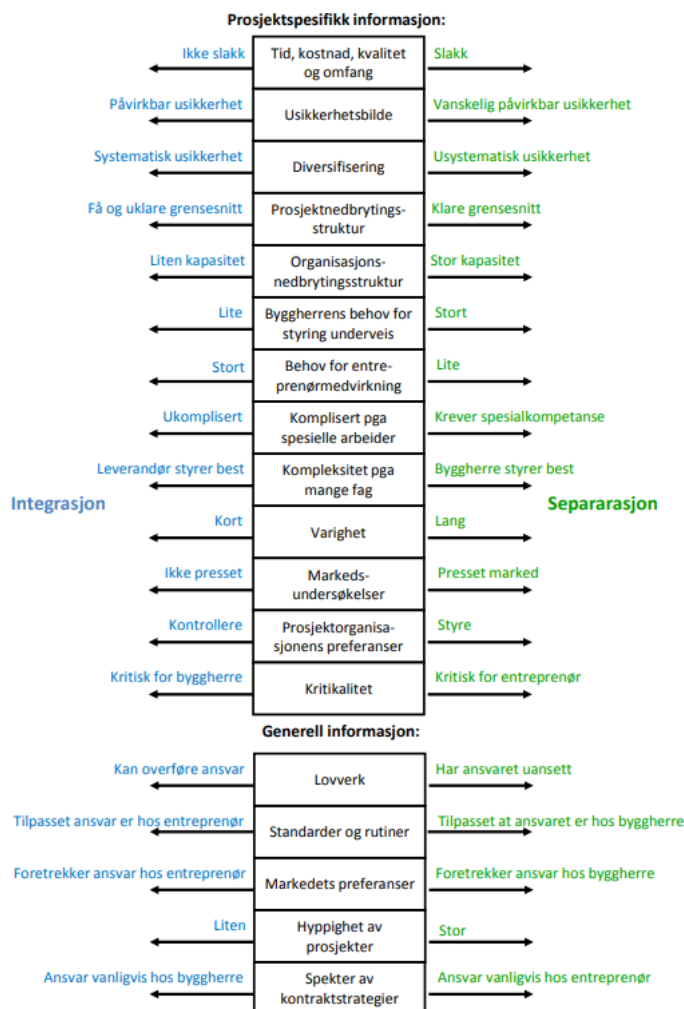 Prosjektspesifikk informasjon:
Ikke slakk
Tid, kostnad, kvalitet
og omfang
Slakk
Påvirkbar usikkerhet
Usikkerhetsbilde
Vanskelig påvirkbar usikkerhet
Systematisk usikkerhet
Diversifisering
Usystematisk usikkerhet
Få og uklare grensesnitt
Prosjektnedbrytings-
struktur
Klare grensesnitt
Liten kapasitet
Organisasjons-
nedbrytingsstruktur
Stor kapasitet
Lite
Byggherrens behov for
styring underveis
Stort
Stort
Behov for entre-
prenørmedvirkning
Lite
Ukomplisert
Komplisert pga
spesielle arbeider
Krever spesialkompetanse
Leverandør styrer best
Kompleksitet pga
mange fag
Byggherre styrer best
Integrasjon
Separarasjon
Kort
Varighet
Lang
Ikke presset
Markeds-
undersøkelser
Presset marked
Kontrollere
Prosjektorganisa-
sjonens preferanser
Styre
Kritisk for byggherre
Kritikalitet
Kritisk for entreprenør
Generell informasjon:
Kan overføre ansvar
Lovverk
Har ansvaret uansett
Tilpasset ansvar er hos entreprenør
Standarder og rutiner
Tilpasset at ansvaret er hos byggherre
Foretrekker ansvar hos entreprenør
Markedets preferanser
Foretrekker ansvar hos byggherre
Liten
Hyppighet av
prosjekter
Stor
Ansvar vanligvis hos byggherre
Spekter av
kontraktstrategier
Ansvar vanligvis hos entreprenør